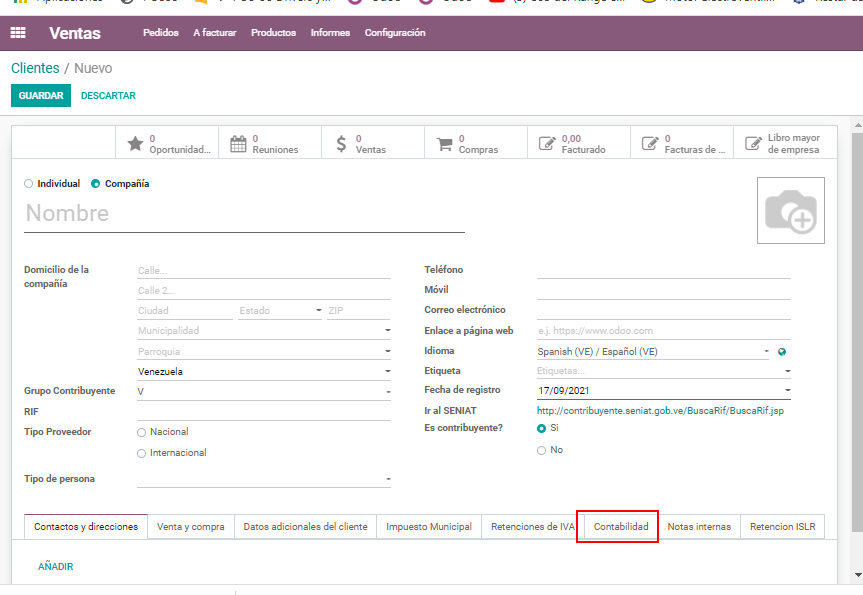 Aplicaciones
Ventas Pedidos A facturar Productos Informes Configuración
Clientes / Nuevo
GUARDAR DESCARTAR
0 Oportunidad...
0 Reuniones
0 Ventas
0 Compras
0,00 Facturado
0 Facturas de ...
Libro mayor de empresa
Individual Compañía
Nombre
Domicilio de la compañía
Calle...
Calle 2...
Ciudad Estado ZIP
Municipalidad
Parroquia
Venezuela
Grupo Contribuyente V
RIF
Tipo Proveedor Nacional
Internacional
Tipo de persona
Teléfono
Móvil
Correo electrónico
Enlace a página web e.j. https://www.odoo.com
Idioma Spanish (VE) / Español (VE)
Etiqueta Etiquetas...
Fecha de registro 17/09/2021
Ir al SENIAT http://contribuyente.seniat.gob.ve/BuscaRif/BuscaRif.jsp
Es contribuyente? Si
No
Contactos y direcciones Venta y compra Datos adicionales del cliente Impuesto Municipal Retenciones de IVA Contabilidad Notas internas Retencion ISLR
AÑADIR